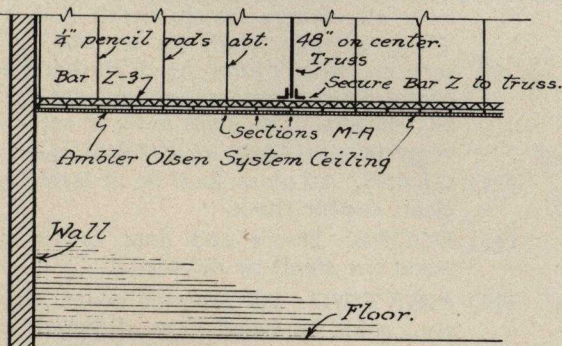 1/4" pencil rods abt. 48" on center.
Truss
Bar Z-3
Secure Bar Z to truss.
Sections M-A
Ambler Olsen System Ceiling
Wall
Floor.